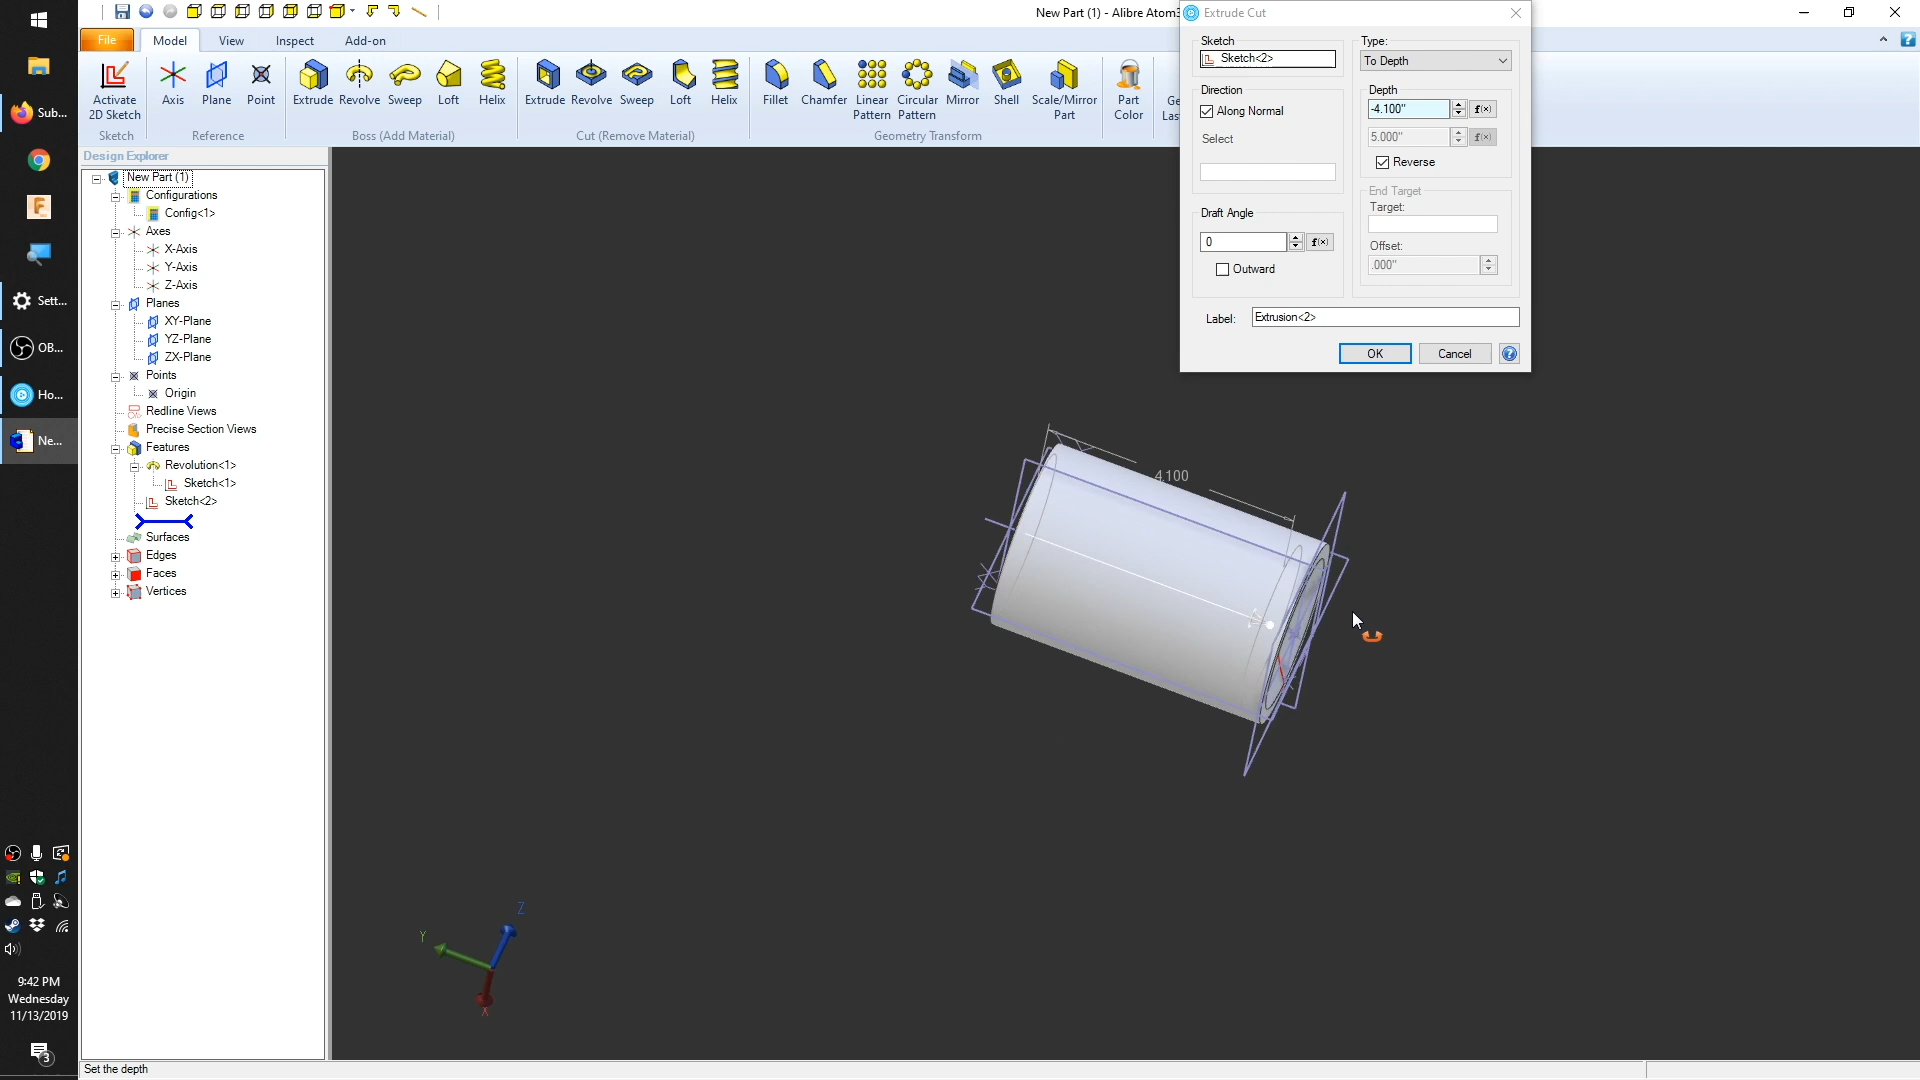 New Part (1) - Alibre Atom3
Extrude Cut
File
Model
View
Inspect
Add-on
Activate
2D Sketch
Axis
Plane
Point
Extrude
Revolve
Sweep
Loft
Helix
Extrude
Revolve
Sweep
Loft
Helix
Fillet
Chamfer
Linear
Pattern
Circular
Pattern
Mirror
Shell
Scale/Mirror
Part
Part
Color
Sketch
Reference
Boss (Add Material)
Cut (Remove Material)
Geometry Transform
Sketch
Sketch<2>
Direction
Along Normal
Select
Draft Angle
0
f(x)
Outward
Type:
To Depth
Depth
-4.100"
f(x)
5.000"
f(x)
Reverse
End Target
Target:
Offset:
.000"
Label:
Extrusion<2>
OK
Cancel
Design Explorer
New Part (1)
Configurations
Config<1>
Axes
X-Axis
Y-Axis
Z-Axis
Planes
XY-Plane
YZ-Plane
ZX-Plane
Points
Origin
Redline Views
Precise Section Views
Features
Revolution<1>
Sketch<1>
Sketch<2>
Surfaces
Edges
Faces
Vertices
4.100
Z
Y
X
Sub...
Sett...
OB...
Ho...
Ne...
9:42 PM
Wednesday
11/13/2019
3
Set the depth